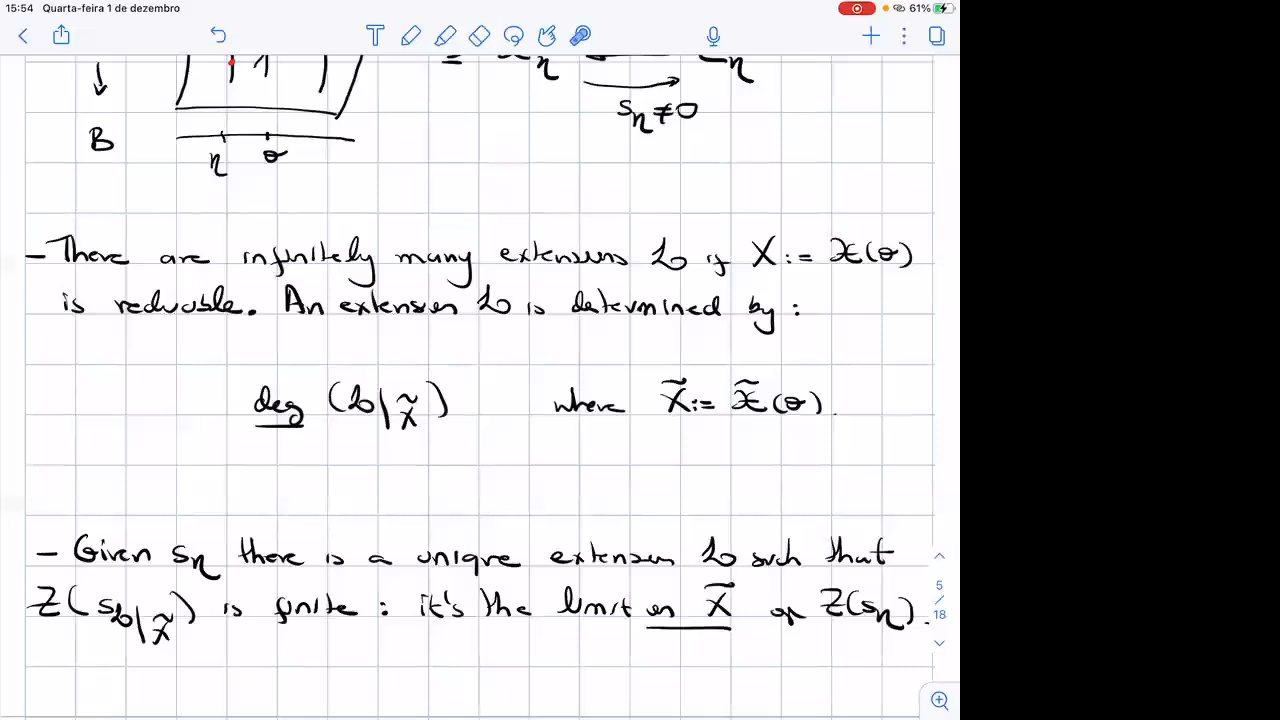 15:54 Quarta-feira 1 de dezembro
61%
= η
s_η ≠ 0
B
η σ
- There are infinitely many extensions 𝓛 if X := 𝒳(σ)
is reducible. An extension 𝓛 is determined by :
deg (𝓛|X̃) where X̃ := 𝒳̃(σ).
- Given s_η there is a unique extension 𝓛 such that
Z(s_𝓛|X̃) is finite : it's the limit on X̃ of Z(s_η).
5
/
18